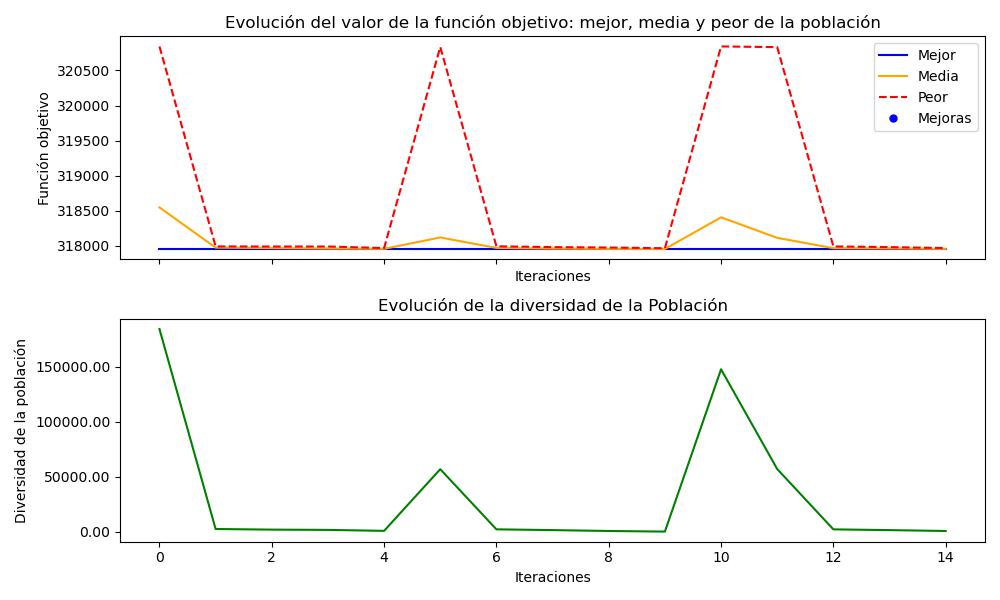 Evolución del valor de la función objetivo: mejor, media y peor de la población
Función objetivo
320500
320000
319500
319000
318500
318000
Mejor
Media
Peor
Mejoras
Iteraciones
Evolución de la diversidad de la Población
Diversidad de la población
150000.00
100000.00
50000.00
0.00
0 2 4 6 8 10 12 14
Iteraciones